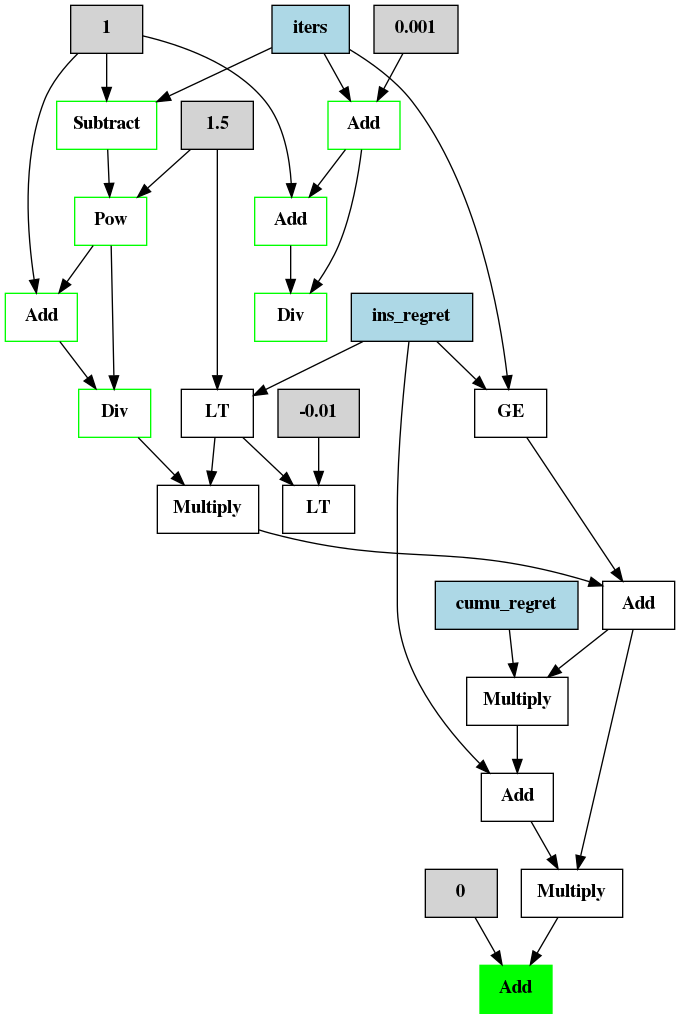 1
iters
0.001
Subtract
1.5
Add
Pow
Add
Add
Div
ins_regret
Div
LT
-0.01
GE
Multiply
LT
cumu_regret
Add
Multiply
Add
0
Multiply
Add